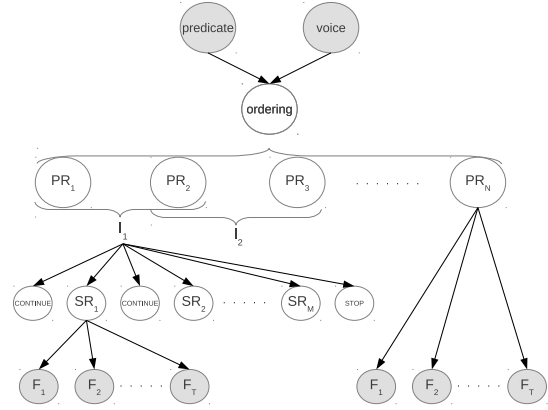 predicate voice
ordering
PR1 PR2 PR3 . . . . . . . PRN
I1 I2
CONTINUE SR1 CONTINUE SR2 . . . . . SRM STOP
F1 F2 . . . . . FT F1 F2 . . . . . FT